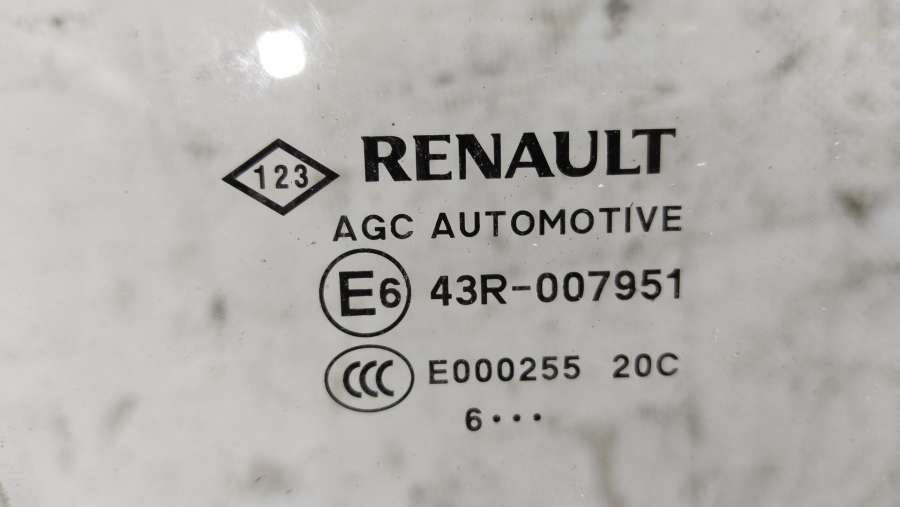 123 RENAULT
AGC AUTOMOTIVE
E6 43R-007951
CCC E000255 20C
6•••